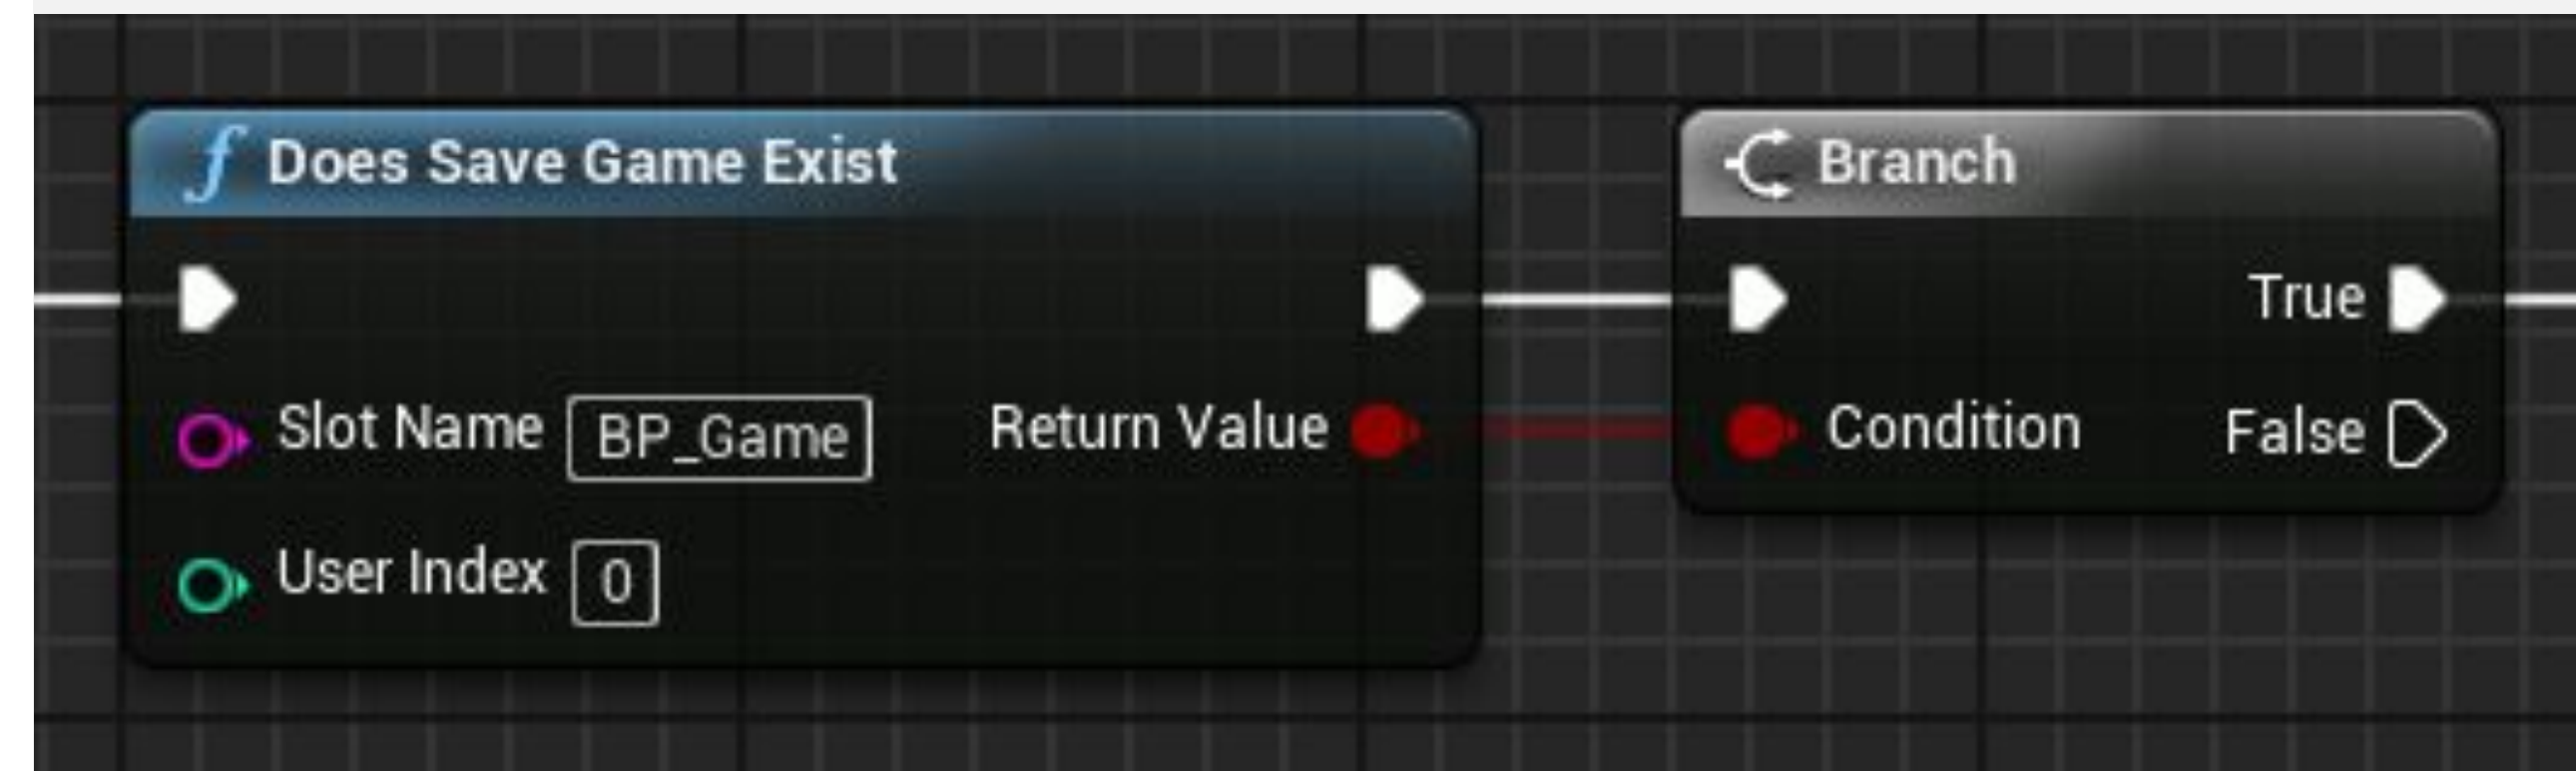 Does Save Game Exist
Slot Name BP_Game
Return Value
User Index 0
Branch
True
Condition
False